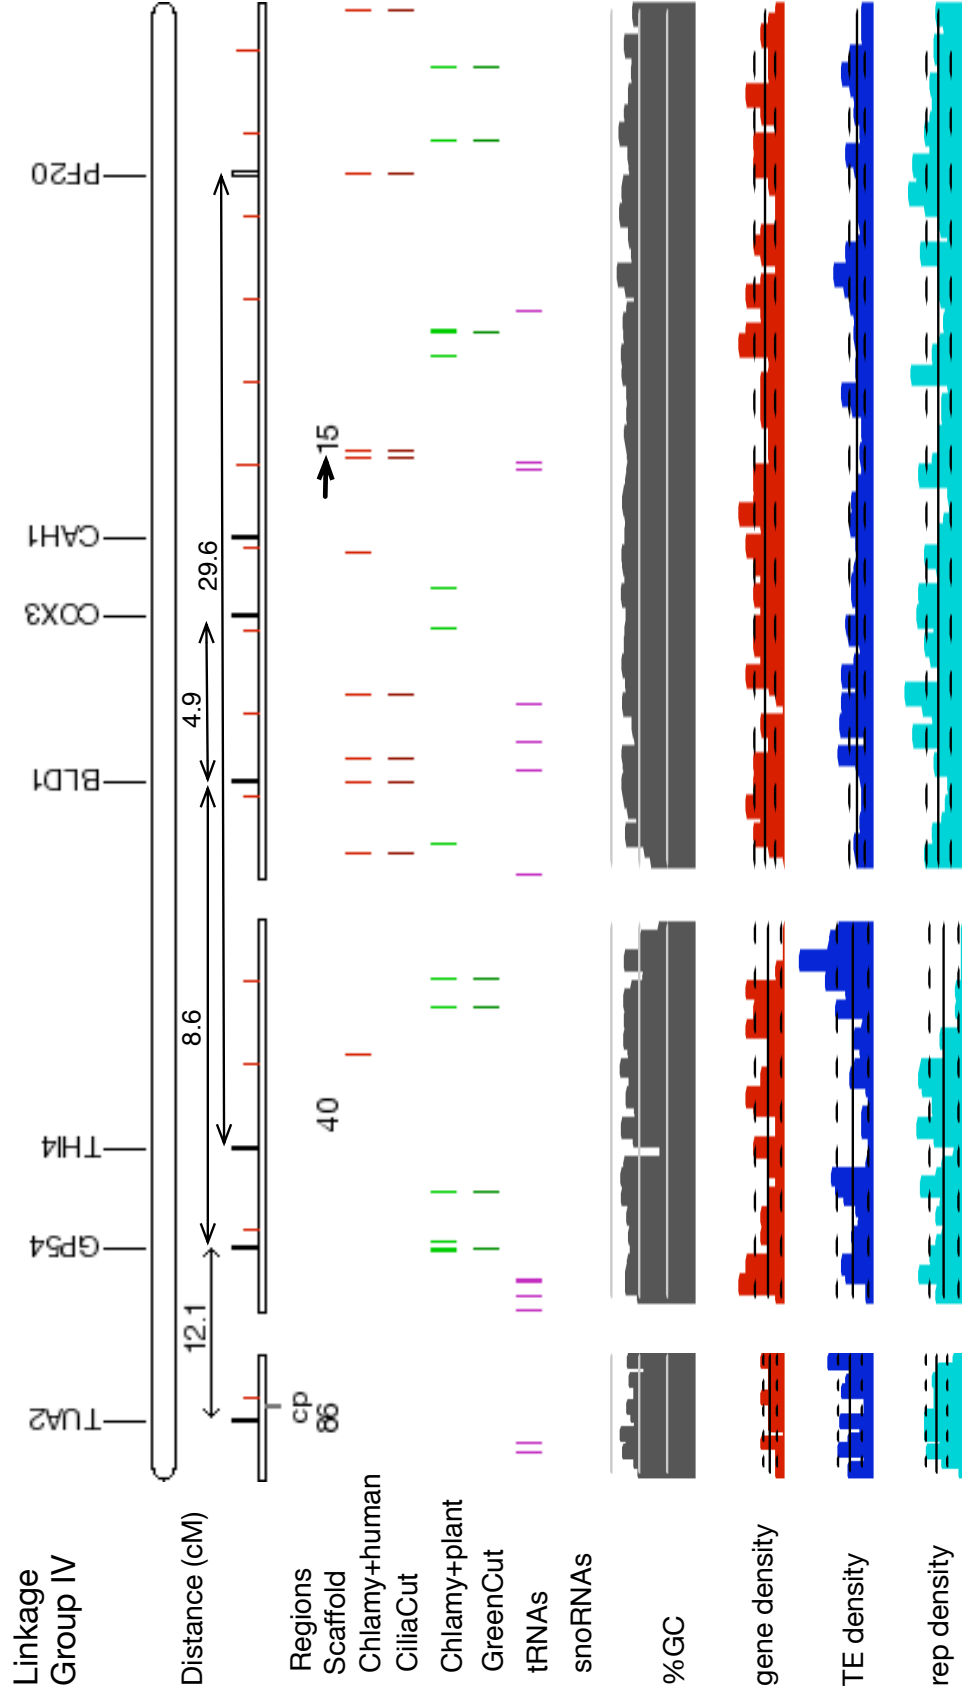 Linkage
Group IV
TUA2
GP54
THI4
BLD1
COX3
CAH1
PF20
Distance (cM)
12.1
8.6
4.9
29.6
Regions
cp
Scaffold
86
40
15
Chlamy+human
CiliaCut
Chlamy+plant
GreenCut
tRNAs
snoRNAs
%GC
gene density
TE density
rep density